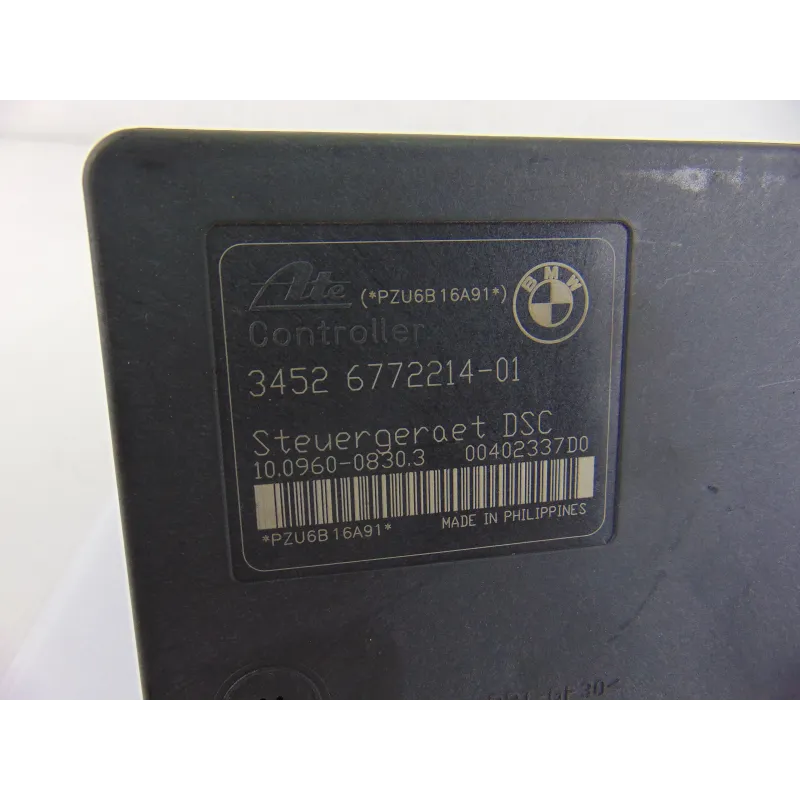 Ate (*PZU6B16A91*) BMW
Controller
3452 6772214-01
Steuergeraet DSC
10.0960-0830.3 00402337D0
*PZU6B16A91* MADE IN PHILIPPINES